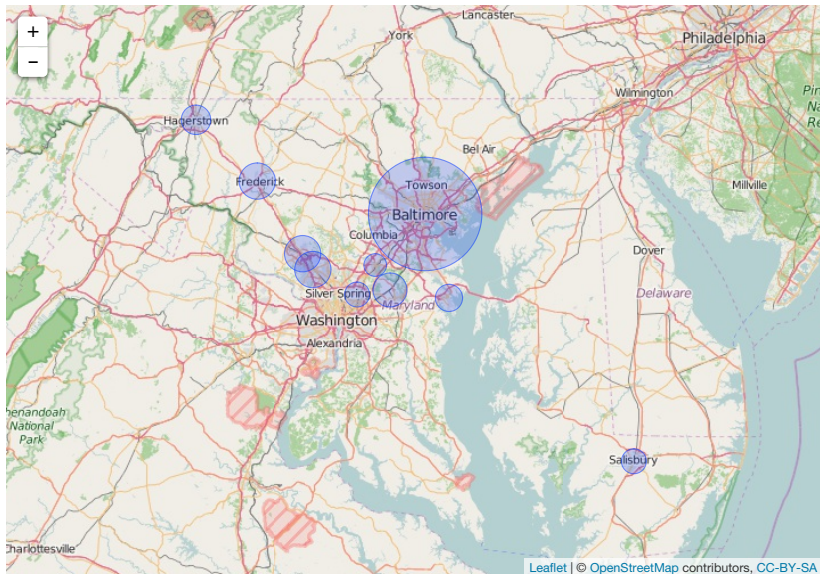 +
−
Lancaster
York
Philadelphia
Wilmington
Hagerstown
Bel Air
Frederick
Towson
Millville
Baltimore
Columbia
Dover
Silver Spring
Maryland
Delaware
Washington
Alexandria
henandoah
National
Park
Salisbury
Charlottesville
Leaflet | © OpenStreetMap contributors, CC-BY-SA